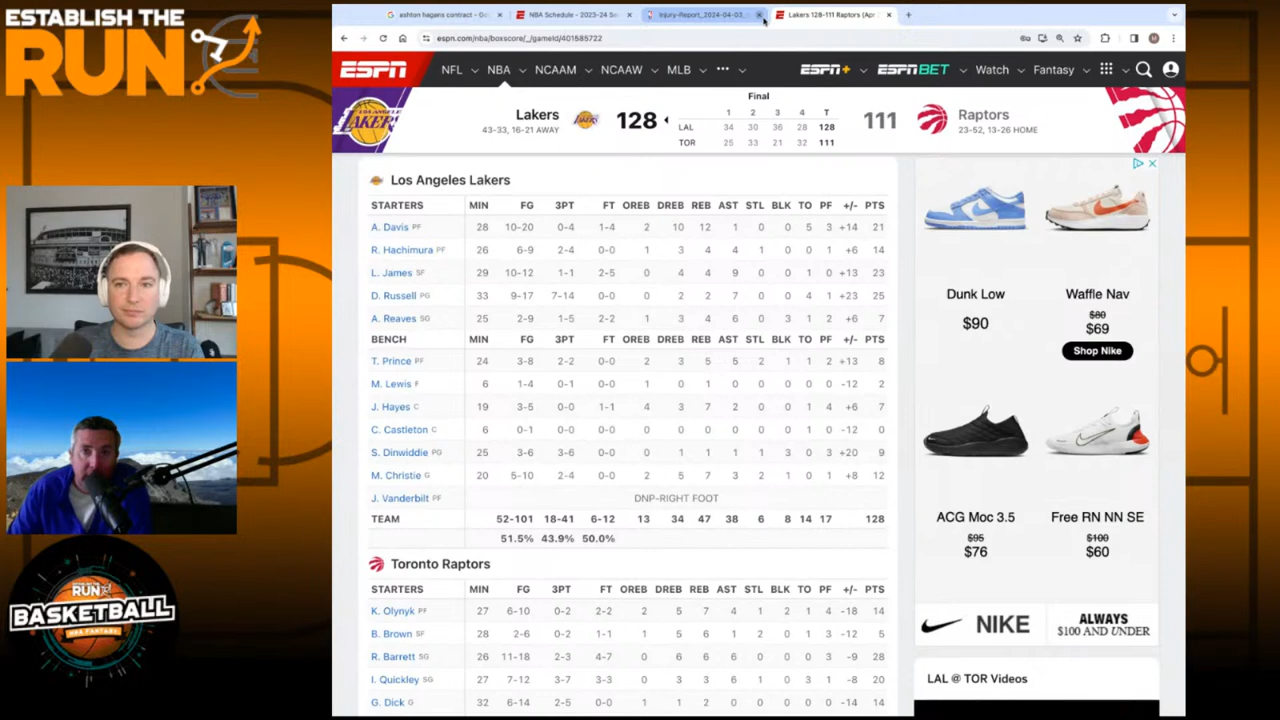 ESTABLISH THE
RUN
ashton hagans contract - Go
NBA Schedule - 2023-24 Se
Injury-Report_2024-04-03_
Lakers 128-111 Raptors (Apr
espn.com/nba/boxscore/_/gameId/401585722
ESPN NFL NBA NCAAM NCAAW MLB ••• ESPN+ ESPN BET Watch Fantasy
Final
Lakers 128 1 2 3 4 T 111 Raptors
43-33, 16-21 AWAY LAL 34 30 36 28 128 23-52, 13-26 HOME
TOR 25 33 21 32 111
LOS ANGELES
LAKERS
Los Angeles Lakers
STARTERS MIN FG 3PT FT OREB DREB REB AST STL BLK TO PF +/- PTS
A. Davis PF 28 10-20 0-4 1-4 2 10 12 1 0 0 5 3 +14 21
R. Hachimura PF 26 6-9 2-4 0-0 1 3 4 4 1 0 0 1 +6 14
L. James SF 29 10-12 1-1 2-5 0 4 4 9 0 0 1 0 +13 23
D. Russell PG 33 9-17 7-14 0-0 0 2 2 7 0 0 4 1 +23 25
A. Reaves SG 25 2-9 1-5 2-2 1 3 4 6 0 3 1 2 +6 7
BENCH MIN FG 3PT FT OREB DREB REB AST STL BLK TO PF +/- PTS
T. Prince PF 24 3-8 2-2 0-0 2 3 5 5 2 1 1 2 +13 8
M. Lewis F 6 1-4 0-1 0-0 1 0 1 0 0 0 0 0 -12 2
J. Hayes C 19 3-5 0-0 1-1 4 3 7 2 0 0 1 4 +6 7
C. Castleton C 6 0-1 0-0 0-0 0 0 0 0 0 0 1 0 -12 0
S. Dinwiddie PG 25 3-6 3-6 0-0 0 1 1 1 1 3 0 3 +20 9
M. Christie G 20 5-10 2-4 0-0 2 5 7 3 2 1 0 1 +8 12
J. Vanderbilt PF DNP-RIGHT FOOT
TEAM 52-101 18-41 6-12 13 34 47 38 6 8 14 17 128
51.5% 43.9% 50.0%
Toronto Raptors
STARTERS MIN FG 3PT FT OREB DREB REB AST STL BLK TO PF +/- PTS
K. Olynyk PF 27 6-10 0-2 2-2 2 5 7 4 1 2 1 4 -18 14
B. Brown SF 28 2-6 0-2 1-1 1 5 6 1 2 0 1 3 -12 5
R. Barrett SG 26 11-18 2-3 4-7 0 6 6 6 0 0 0 3 -9 28
I. Quickley SG 27 7-12 3-7 3-3 0 3 3 6 1 0 3 1 -8 20
G. Dick G 32 6-14 2-5 0-0 1 1 2 0 0 0 0 0 -14 14
Dunk Low
$90
Waffle Nav
$80
$69
Shop Nike
ACG Moc 3.5
$95
$76
Free RN NN SE
$100
$60
NIKE
ALWAYS
$100 AND UNDER
LAL @ TOR Videos
RUN
BASKETBALL
NBA FANTASY